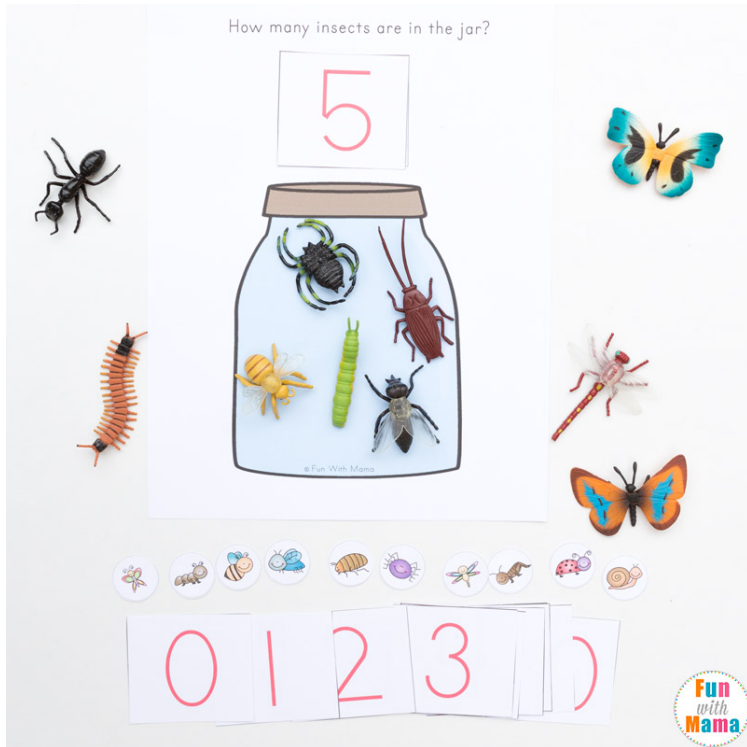 How many insects are in the jar?
5
© Fun With Mama
0 1 2 3
Fun
with
Mama